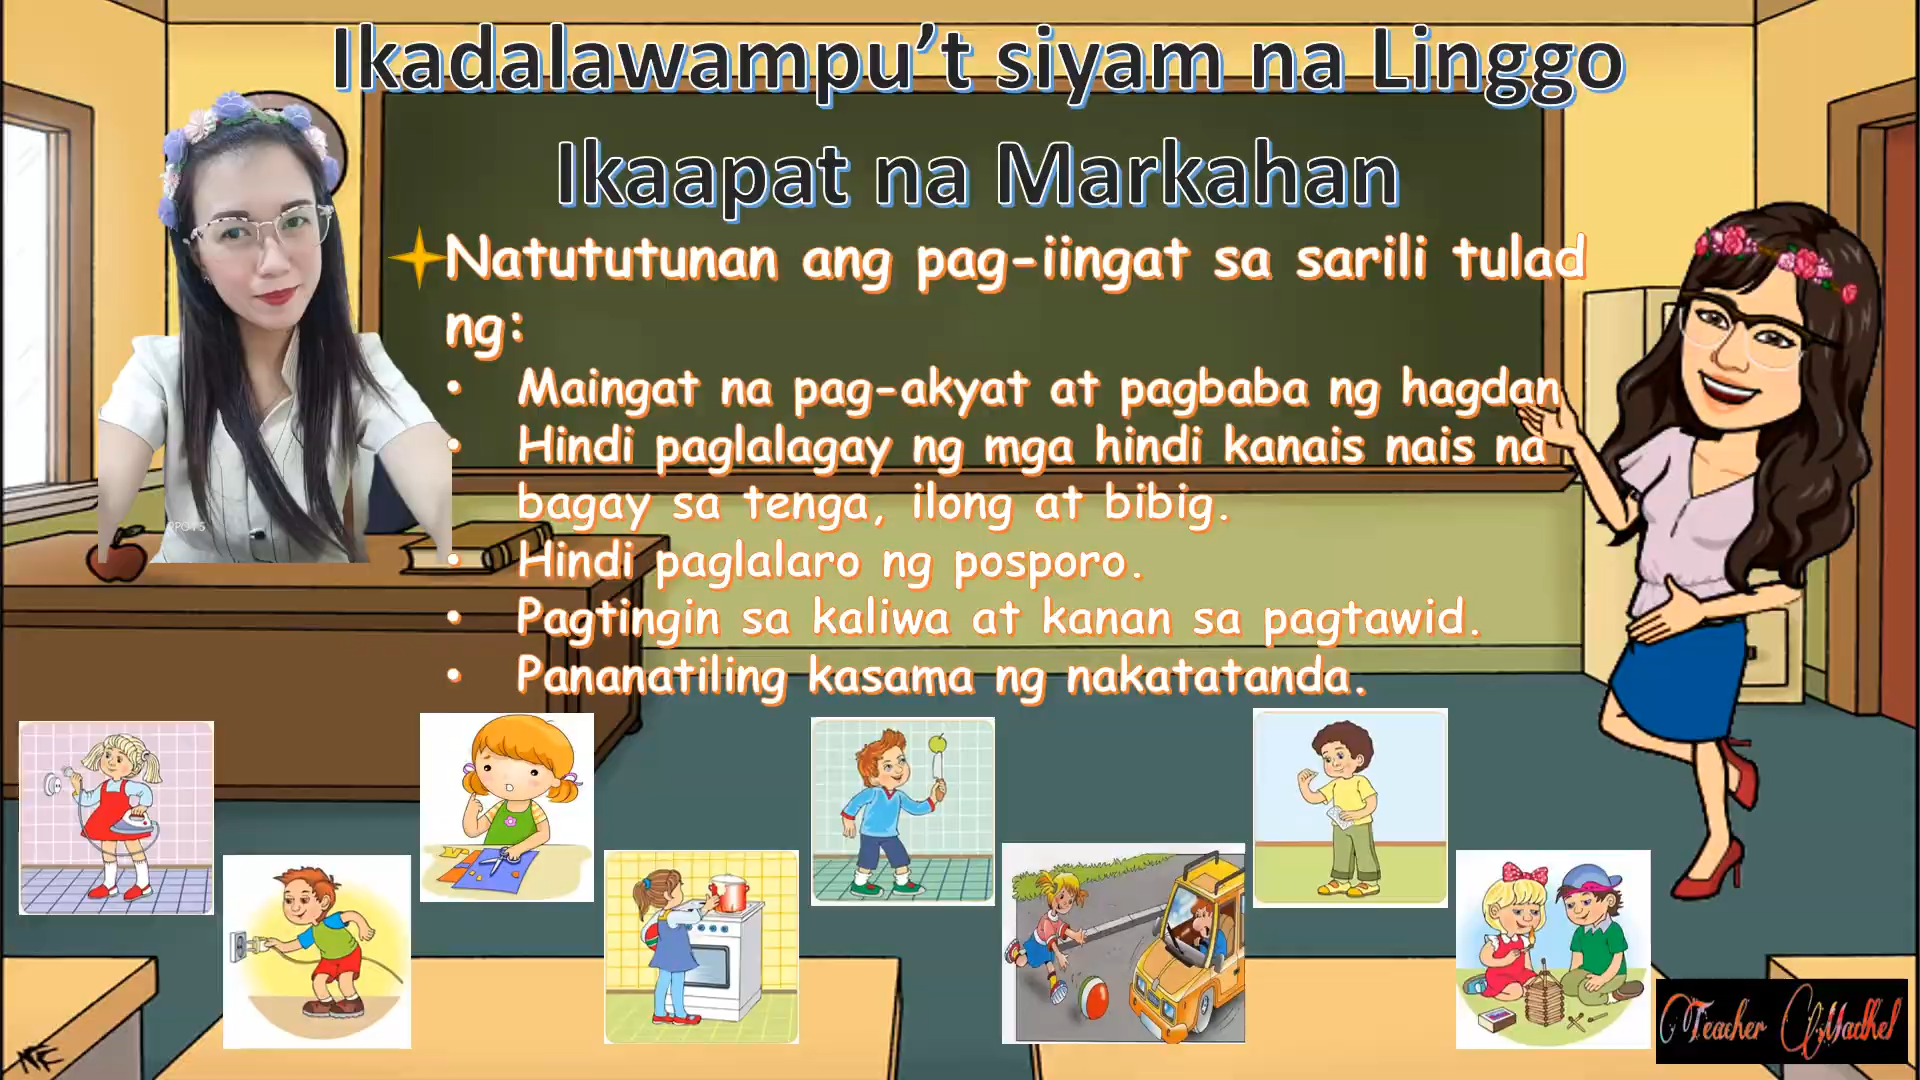 Ikadalawampu’t siyam na Linggo
Ikaapat na Markahan
Natututunan ang pag-iingat sa sarili tulad
ng:
• Maingat na pag-akyat at pagbaba ng hagdan
• Hindi paglalagay ng mga hindi kanais nais na
bagay sa tenga, ilong at bibig.
• Hindi paglalaro ng posporo.
• Pagtingin sa kaliwa at kanan sa pagtawid.
• Pananatiling kasama ng nakatatanda.
Teacher Madhel